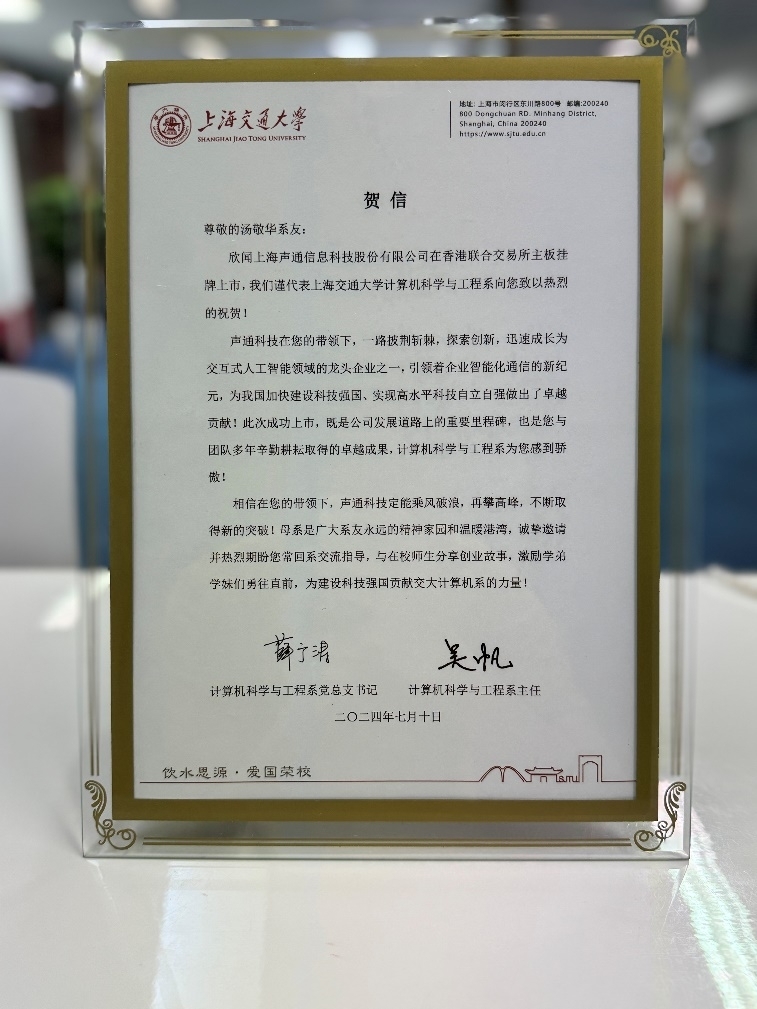 上海交通大学
SHANGHAI JIAO TONG UNIVERSITY
地址: 上海市闵行区东川路800号 邮编:200240
800 Dongchuan RD. Minhang District,
Shanghai, China 200240
https://www.sjtu.edu.cn
贺信
尊敬的汤敬华系友：
欣闻上海声通信息科技股份有限公司在香港联合交易所主板挂
牌上市，我们谨代表上海交通大学计算机科学与工程系向您致以热烈
的祝贺！
声通科技在您的带领下，一路披荆斩棘，探索创新，迅速成长为
交互式人工智能领域的龙头企业之一，引领着企业智能化通信的新纪
元，为我国加快建设科技强国、实现高水平科技自立自强做出了卓越
贡献！此次成功上市，既是公司发展道路上的重要里程碑，也是您与
团队多年辛勤耕耘取得的卓越成果，计算机科学与工程系为您感到骄
傲！
相信在您的带领下，声通科技定能乘风破浪，再攀高峰，不断取
得新的突破！母系是广大系友永远的精神家园和温暖港湾，诚挚邀请
并热烈期盼您常回系交流指导，与在校师生分享创业故事，激励学弟
学妹们勇往直前，为建设科技强国贡献交大计算机系的力量！
吴帆
计算机科学与工程系党总支书记 计算机科学与工程系主任
二〇二四年七月十日
饮水思源·爱国荣校